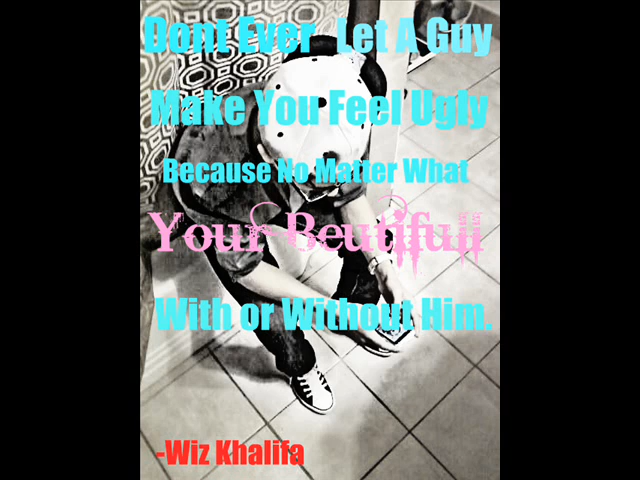 Dont Ever Let A Guy
Make You Feel Ugly
Because No Matter What
Your Beutifull
With or Without Him.
-Wiz Khalifa